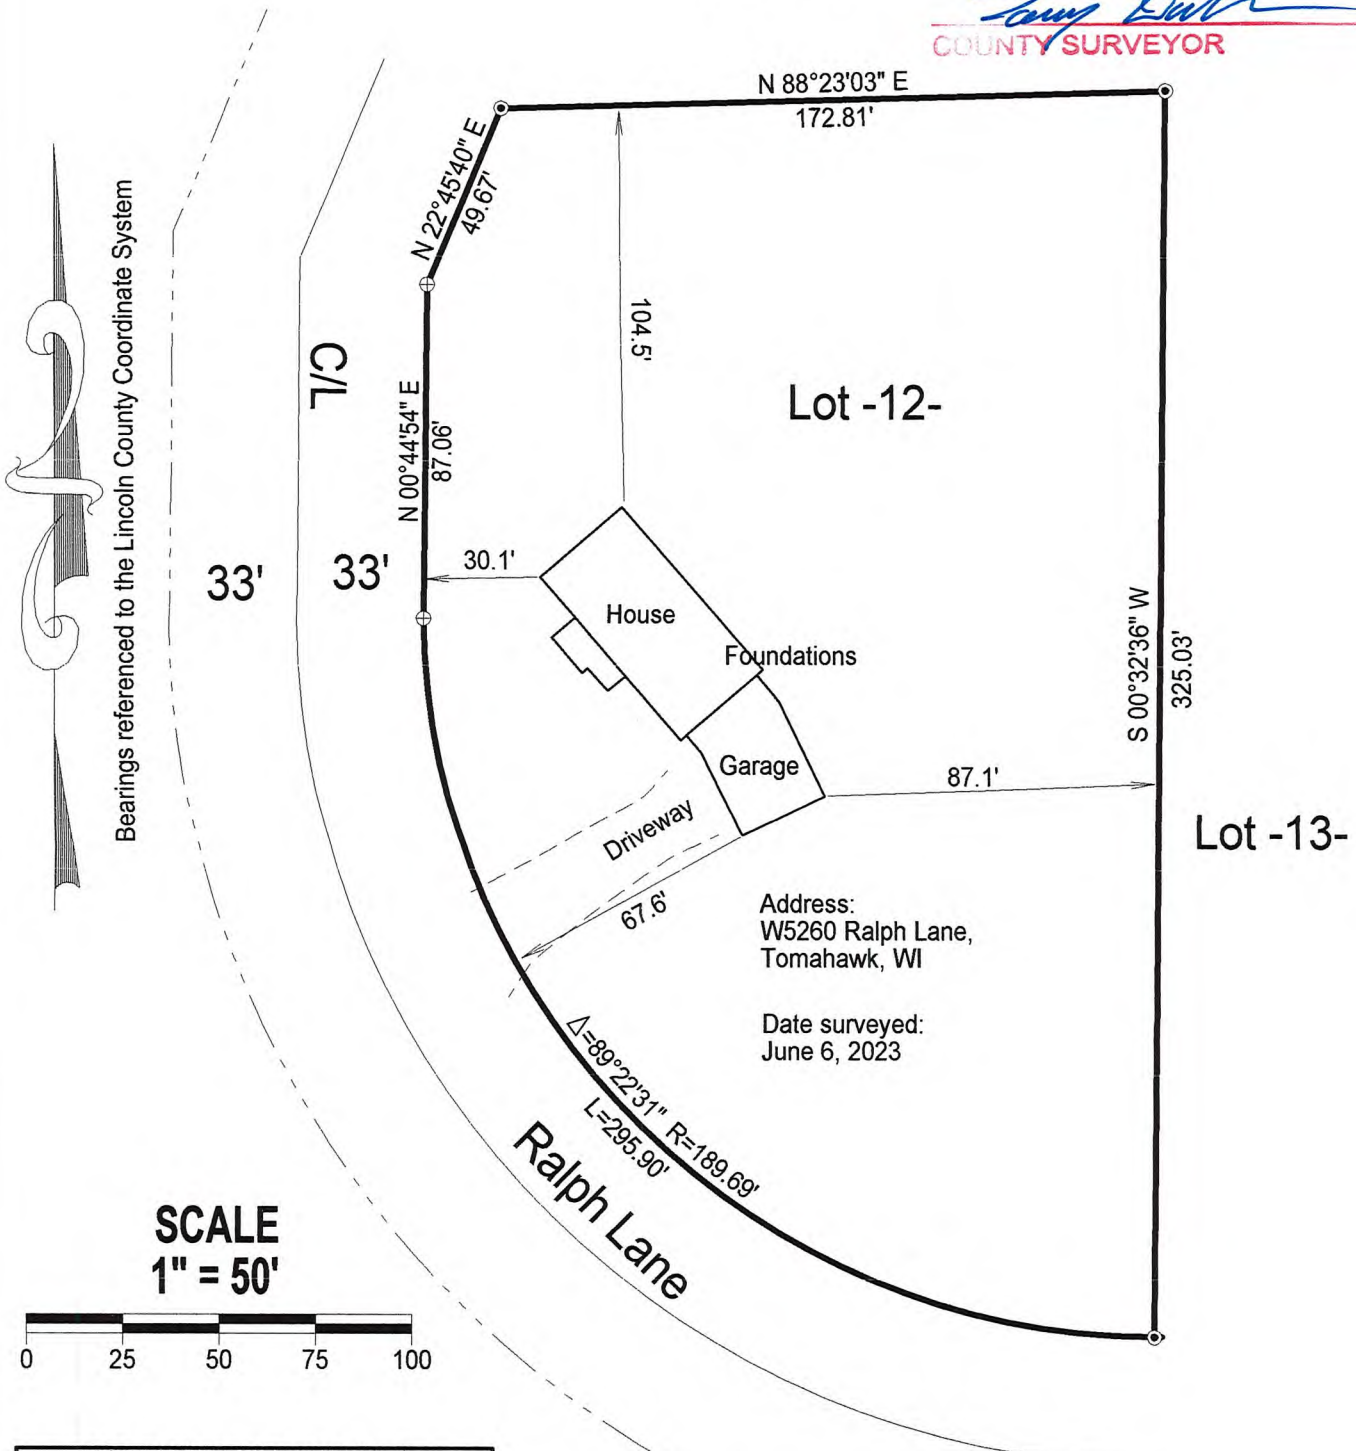 COUNTY SURVEYOR
N 88°23'03" E
172.81'
N 22°45'40" E
49.67'
Bearings referenced to the Lincoln County Coordinate System
C/L
104.5'
Lot -12-
N 00°44'54" E
87.06'
33'
33'
30.1'
House
Foundations
S 00°32'36" W
325.03'
Garage
87.1'
Driveway
67.6'
Lot -13-
Address:
W5260 Ralph Lane,
Tomahawk, WI
Date surveyed:
June 6, 2023
Δ=89°22'31" R=189.69'
L=295.90'
Ralph Lane
SCALE
1" = 50'
0 25 50 75 100